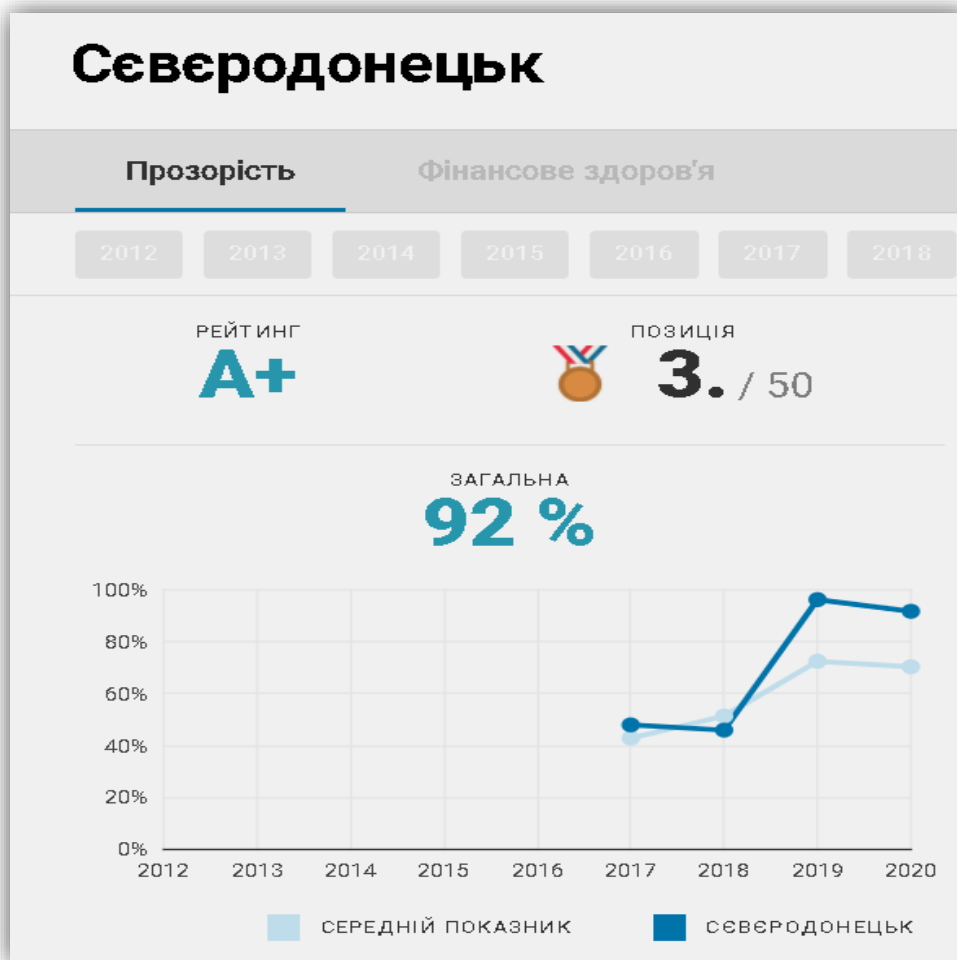 Сєвєродонецьк
Прозорість Фінансове здоров'я
2012 2013 2014 2015 2016 2017 2018
РЕЙТИНГ ПОЗИЦІЯ
A+ 3. / 50
ЗАГАЛЬНА
92 %
100%
80%
60%
40%
20%
0%
2012 2013 2014 2015 2016 2017 2018 2019 2020
СЕРЕДНІЙ ПОКАЗНИК СЄВЄРОДОНЕЦЬК